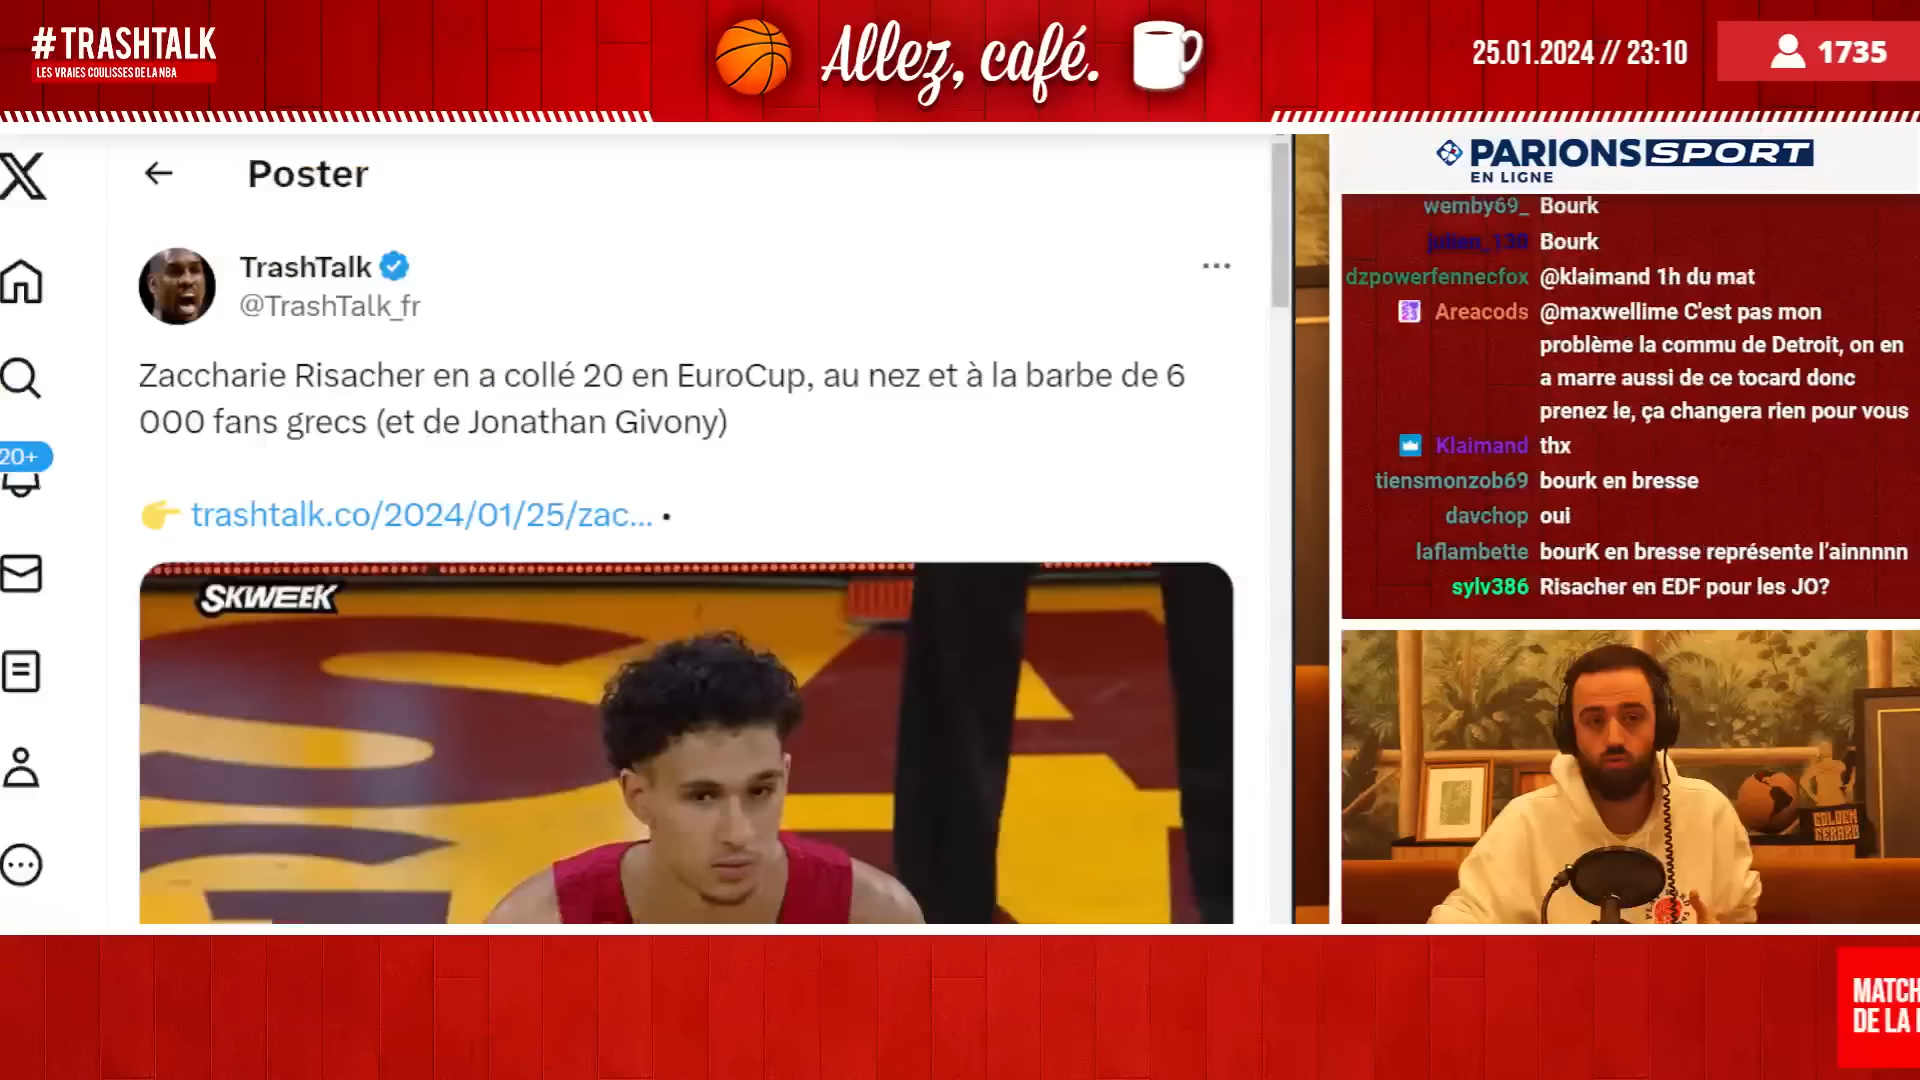 #TRASHTALK
LES VRAIES COULISSES DE LA NBA
Allez, café.
25.01.2024 // 23:10
1735
Poster
TrashTalk
@TrashTalk_fr
Zaccharie Risacher en a collé 20 en EuroCup, au nez et à la barbe de 6
000 fans grecs (et de Jonathan Givony)
👉 trashtalk.co/2024/01/25/zac... •
20+
SKWEEK
PARIONS SPORT
EN LIGNE
wemby69_ Bourk
julien_138 Bourk
dzpowerfennecfox @klaimand 1h du mat
Areacods @maxwellime C'est pas mon
problème la commu de Detroit, on en
a marre aussi de ce tocard donc
prenez le, ça changera rien pour vous
Klaimand thx
tiensmonzob69 bourk en bresse
davchop oui
laflambette bourK en bresse représente l'ainnnnn
sylv386 Risacher en EDF pour les JO?
GOLDEN
GERARD
MATCH
DE LA